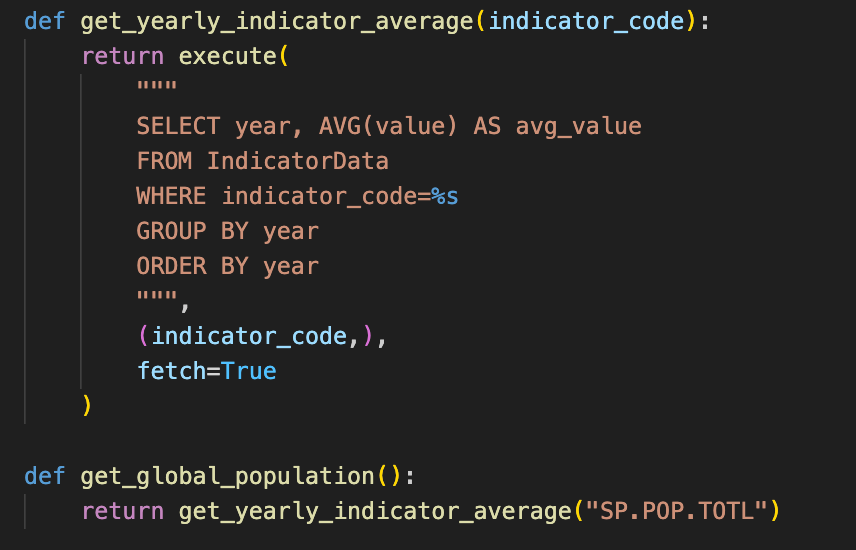 def get_yearly_indicator_average(indicator_code):
    return execute(
        """
        SELECT year, AVG(value) AS avg_value
        FROM IndicatorData
        WHERE indicator_code=%s
        GROUP BY year
        ORDER BY year
        """,
        (indicator_code,),
        fetch=True
    )

def get_global_population():
    return get_yearly_indicator_average("SP.POP.TOTL")